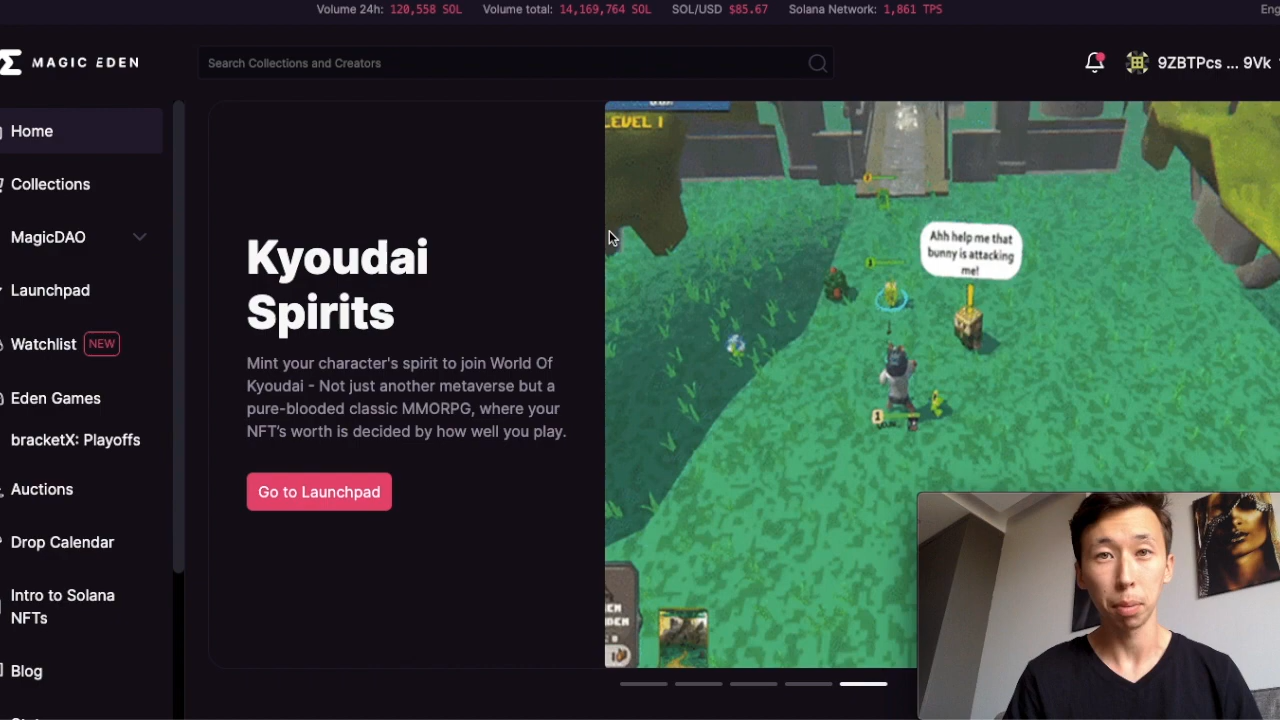 Volume 24h: 120,558 SOL Volume total: 14,169,764 SOL SOL/USD $85.67 Solana Network: 1,861 TPS
MAGIC EDEN
Search Collections and Creators
9ZBTPcs ... 9Vk
Home
Collections
MagicDAO
Launchpad
Watchlist NEW
Eden Games
bracketX: Playoffs
Auctions
Drop Calendar
Intro to Solana
NFTs
Blog
Kyoudai
Spirits
Mint your character's spirit to join World Of
Kyoudai - Not just another metaverse but a
pure-blooded classic MMORPG, where your
NFT's worth is decided by how well you play.
Go to Launchpad
LEVEL 1
Ahh help me that
bunny is attacking
me!
1
1